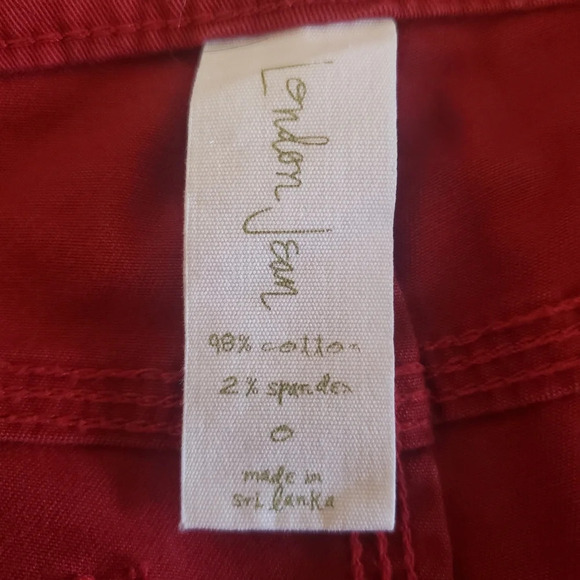 London Jean
98% cotton
2% spandex
0
made in
sri lanka